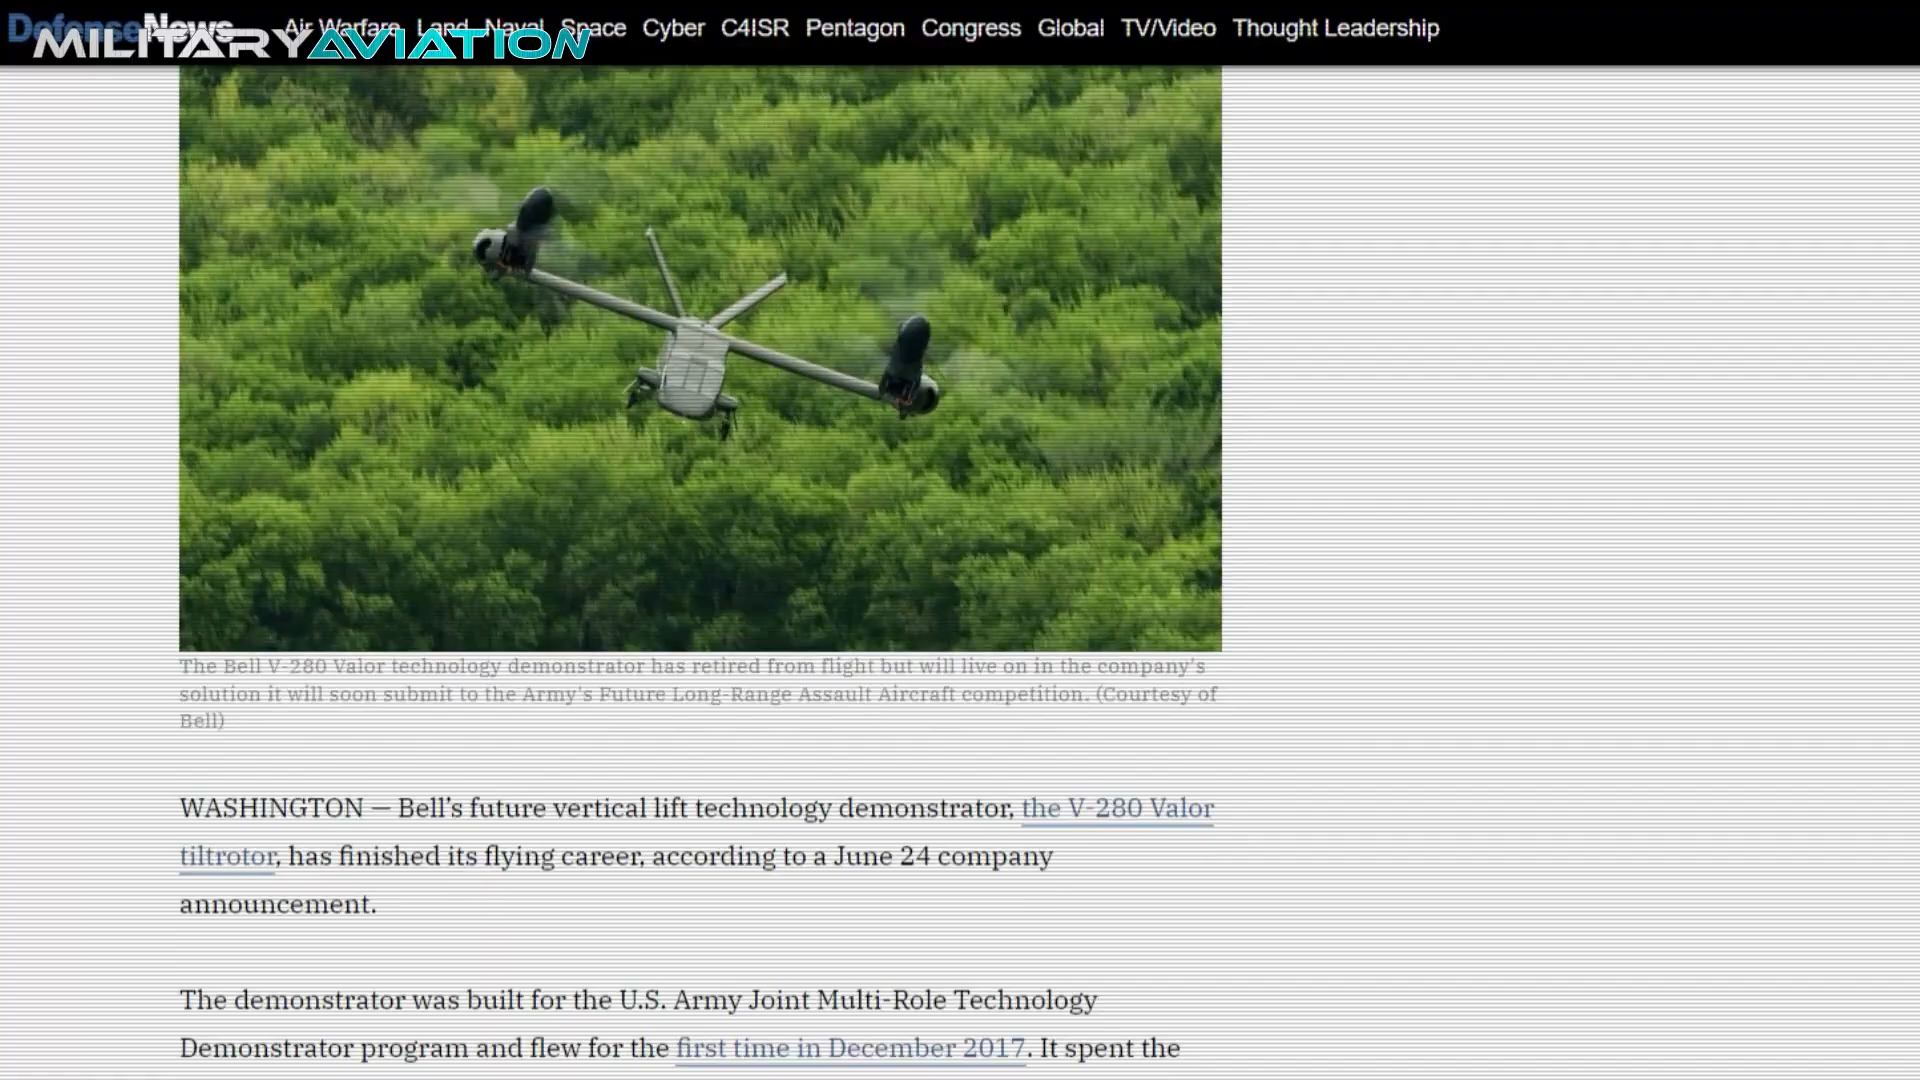 DefenseNews Air Warfare Land Naval Space Cyber C4ISR Pentagon Congress Global TV/Video Thought Leadership
MILITARYAVIATION
The Bell V-280 Valor technology demonstrator has retired from flight but will live on in the company's
solution it will soon submit to the Army's Future Long-Range Assault Aircraft competition. (Courtesy of
Bell)
WASHINGTON — Bell’s future vertical lift technology demonstrator, the V-280 Valor
tiltrotor, has finished its flying career, according to a June 24 company
announcement.
The demonstrator was built for the U.S. Army Joint Multi-Role Technology
Demonstrator program and flew for the first time in December 2017. It spent the